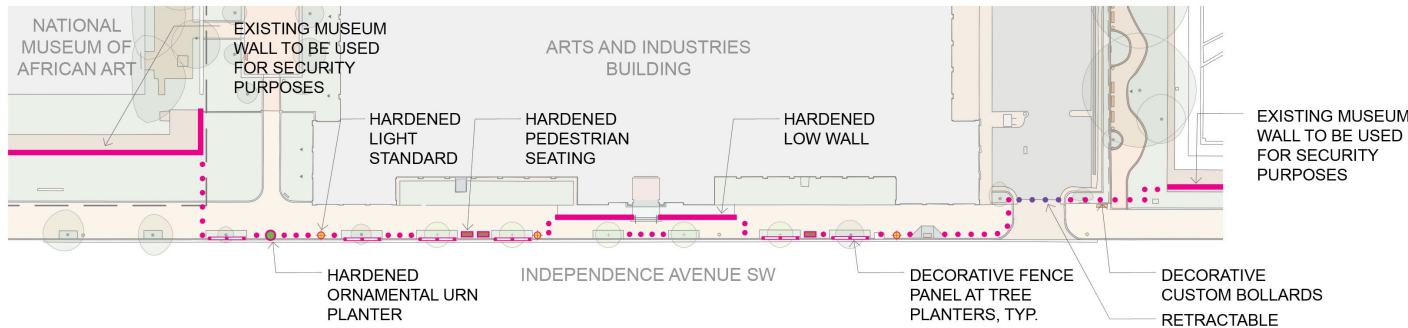 NATIONAL
MUSEUM OF
AFRICAN ART
EXISTING MUSEUM
WALL TO BE USED
FOR SECURITY
PURPOSES
ARTS AND INDUSTRIES
BUILDING
HARDENED
LIGHT
STANDARD
HARDENED
PEDESTRIAN
SEATING
HARDENED
LOW WALL
EXISTING MUSEUM
WALL TO BE USED
FOR SECURITY
PURPOSES
HARDENED
ORNAMENTAL URN
PLANTER
INDEPENDENCE AVENUE SW
DECORATIVE FENCE
PANEL AT TREE
PLANTERS, TYP.
DECORATIVE
CUSTOM BOLLARDS
RETRACTABLE